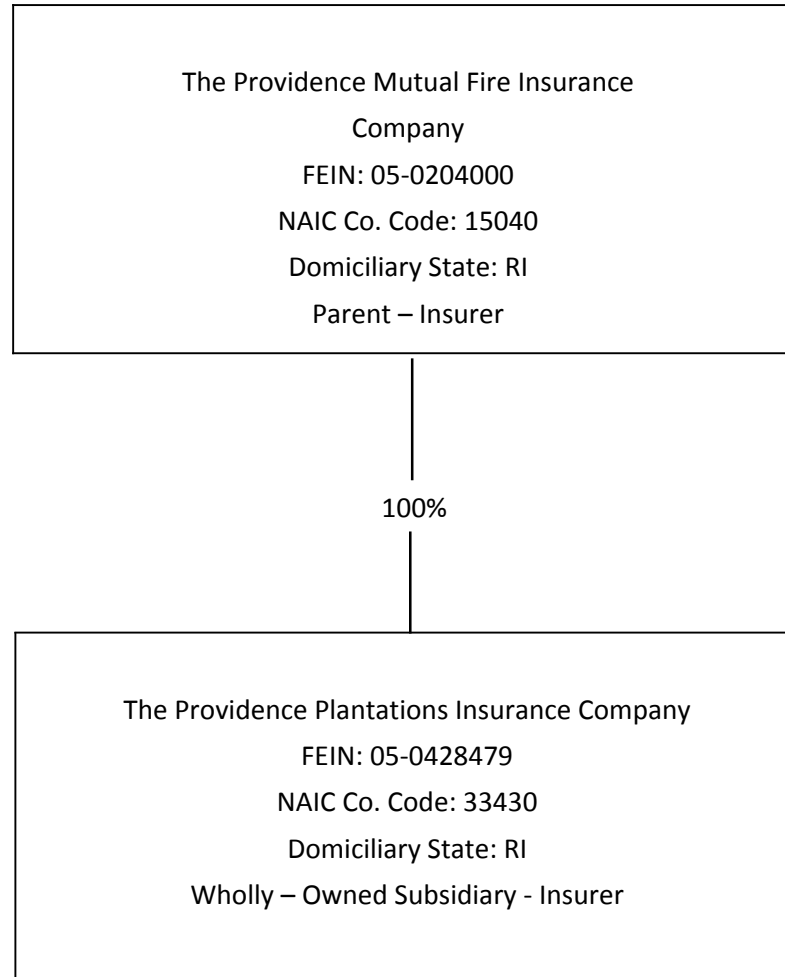 The Providence Mutual Fire Insurance
Company
FEIN: 05-0204000
NAIC Co. Code: 15040
Domiciliary State: RI
Parent – Insurer
100%
The Providence Plantations Insurance Company
FEIN: 05-0428479
NAIC Co. Code: 33430
Domiciliary State: RI
Wholly – Owned Subsidiary - Insurer